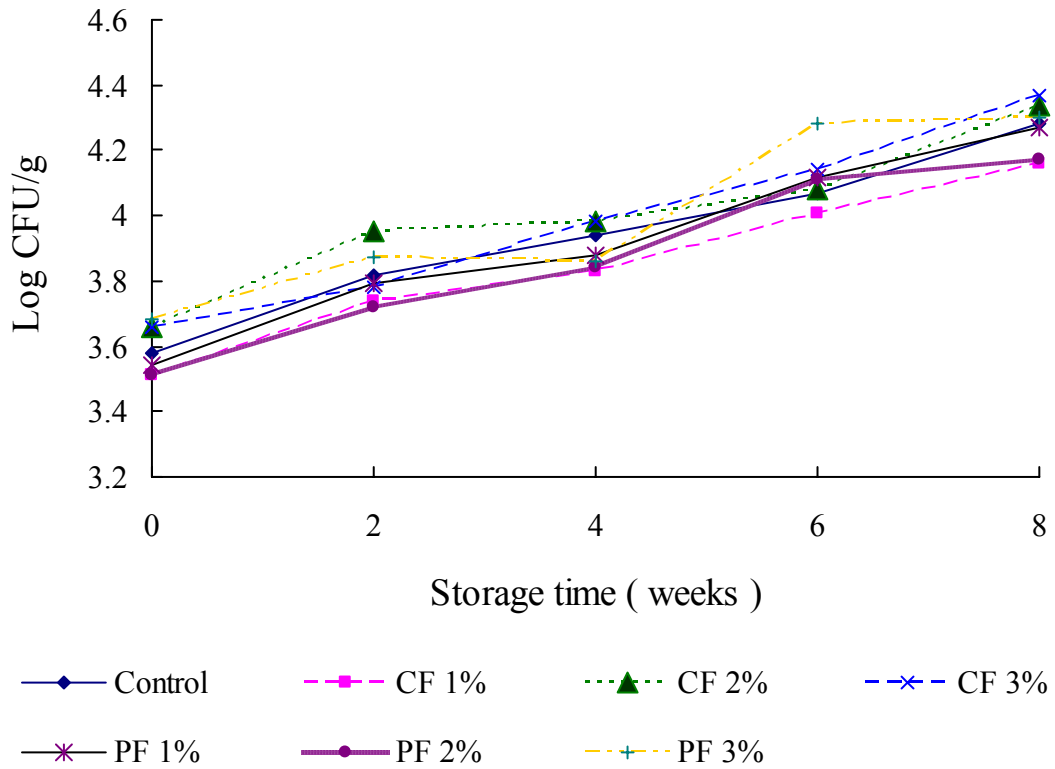 4.6
4.4
4.2
4
3.8
3.6
3.4
3.2
Log CFU/g
0 2 4 6 8
Storage time ( weeks )
Control CF 1% CF 2% CF 3%
PF 1% PF 2% PF 3%